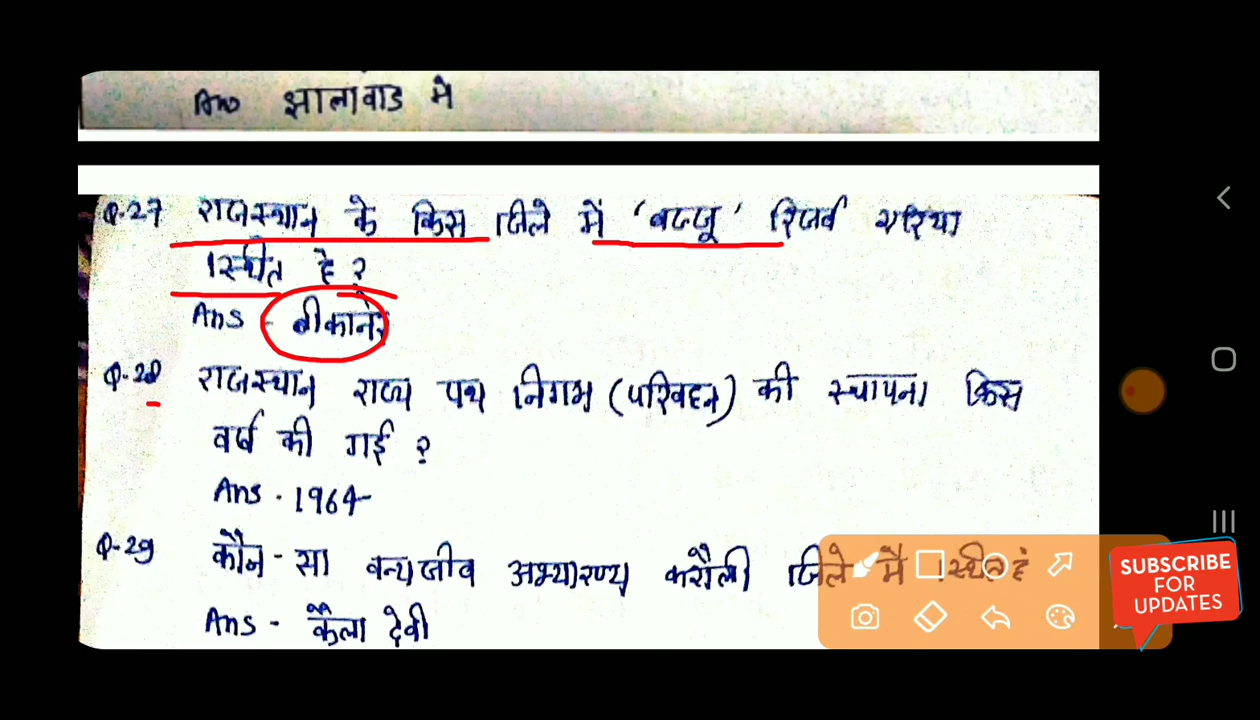 Ans झालावाड मे
Q.27 राजस्थान के किस जिले में 'बज्जू' रिजर्व एरिया
स्थित है ?
Ans - बीकानेर
Q.28 राजस्थान राज्य पथ निगम (परिवहन) की स्थापना किस
वर्ष की गई ?
Ans - 1964
Q-29 कौन-सा वन्यजीव अभ्यारण्य करौली जिले मै स्थित है
Ans - कैला देवी
SUBSCRIBE
FOR
UPDATES